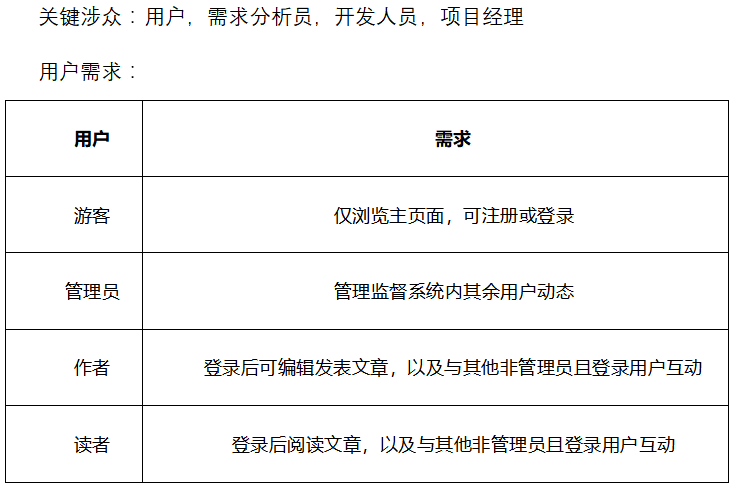 关键涉众：用户，需求分析员，开发人员，项目经理
用户需求：
用户 需求
游客 仅浏览主页面，可注册或登录
管理员 管理监督系统内其余用户动态
作者 登录后可编辑发表文章，以及与其他非管理员且登录用户互动
读者 登录后阅读文章，以及与其他非管理员且登录用户互动